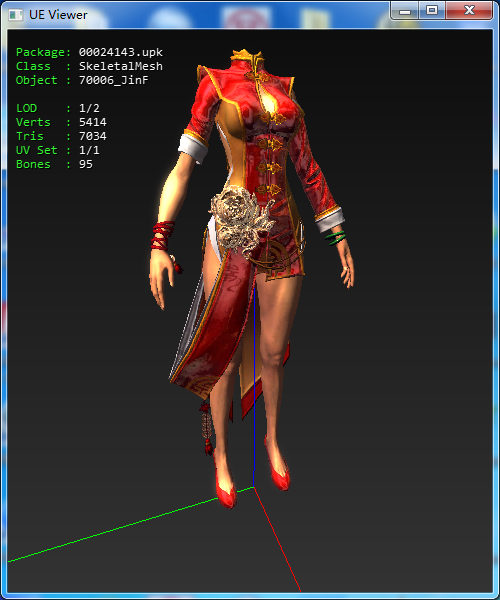 UE Viewer
Package: 00024143.upk
Class : SkeletalMesh
Object : 70006_JinF
LOD : 1/2
Verts : 5414
Tris : 7034
UV Set : 1/1
Bones : 95